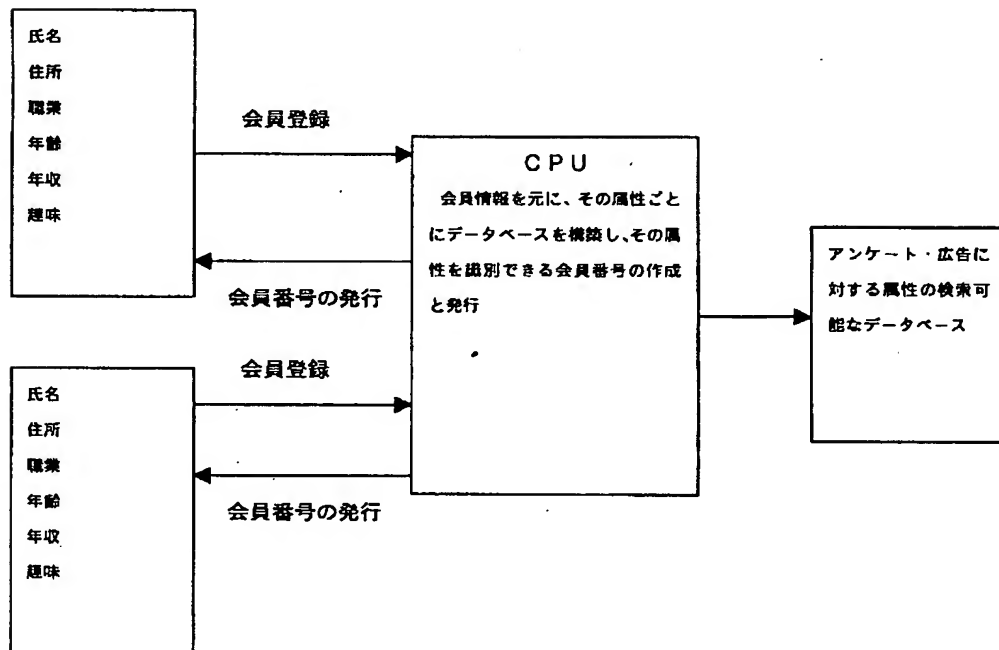 氏名
住所
職業
年齢
年収
趣味
会員登録
会員番号の発行
CPU
会員情報を元に、その属性ご
とにデータベースを構築し、その属
性を識別できる会員番号の作成
と発行
アンケート・広告に
対する属性の検索可
能なデータベース
氏名
住所
職業
年齢
年収
趣味
会員登録
会員番号の発行